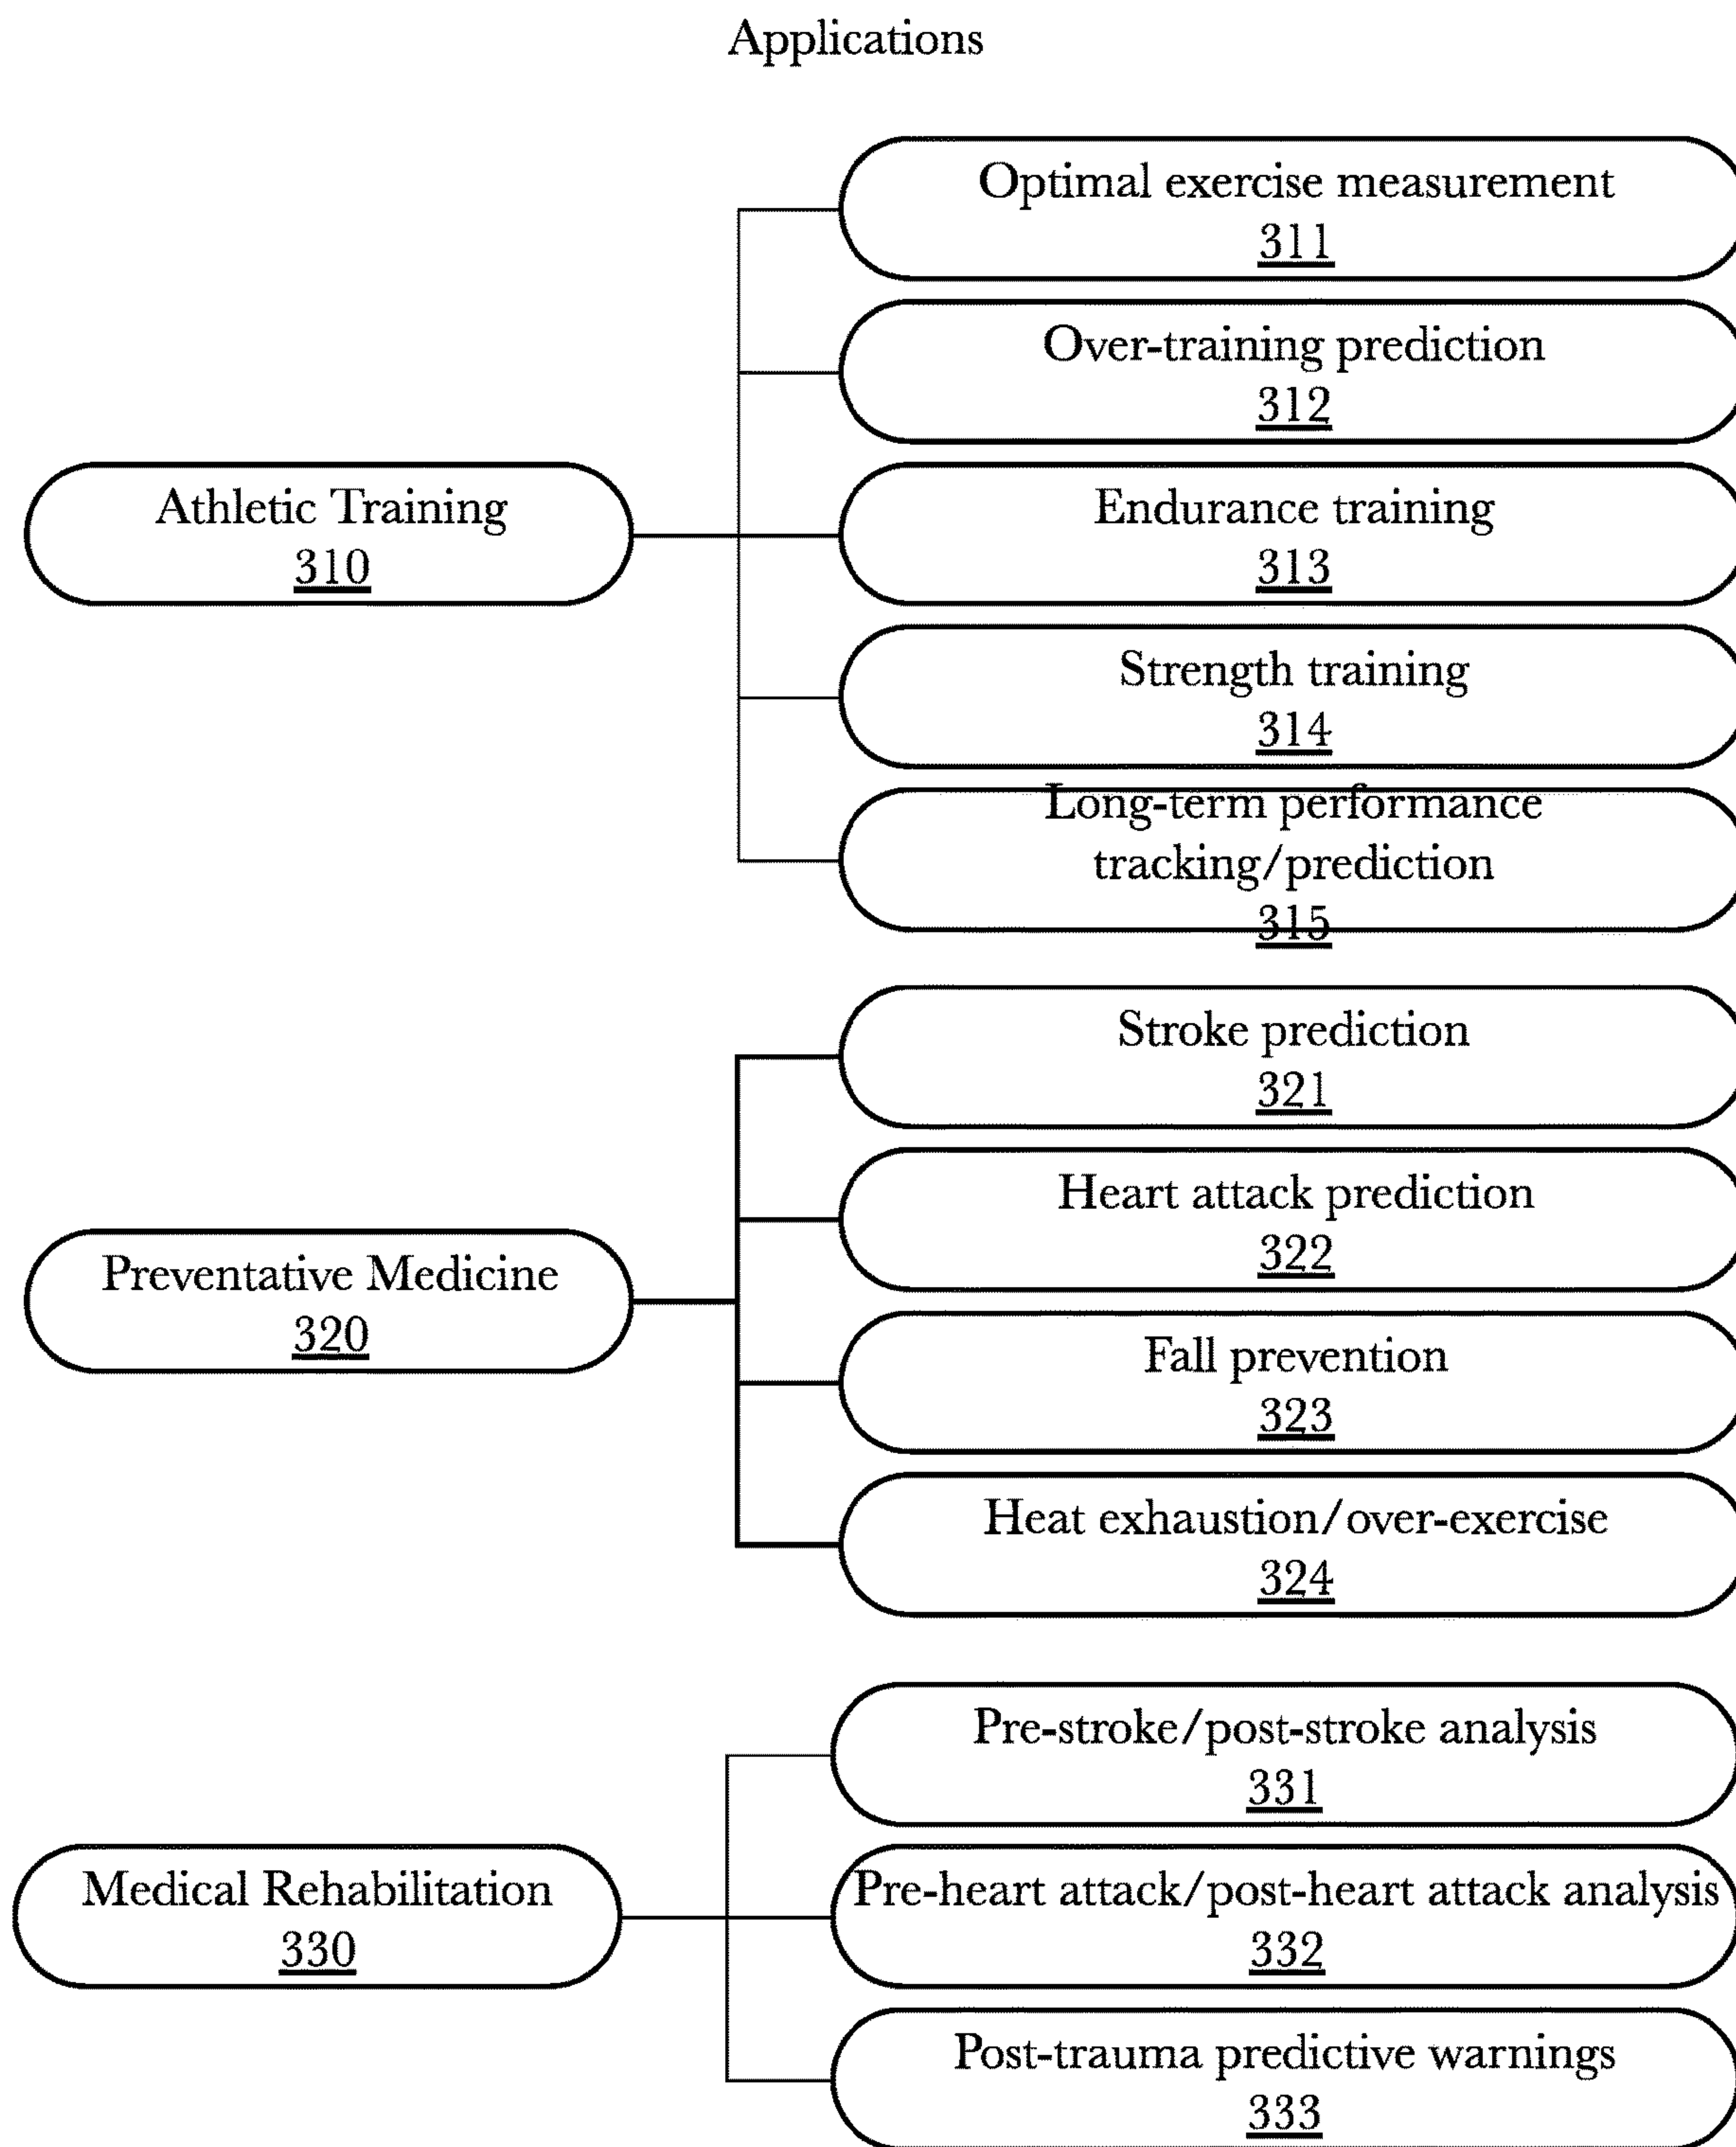 Applications
Athletic Training
310
Optimal exercise measurement
311
Over-training prediction
312
Endurance training
313
Strength training
314
Long-term performance
tracking/prediction
315
Preventative Medicine
320
Stroke prediction
321
Heart attack prediction
322
Fall prevention
323
Heat exhaustion/over-exercise
324
Medical Rehabilitation
330
Pre-stroke/post-stroke analysis
331
Pre-heart attack/post-heart attack analysis
332
Post-trauma predictive warnings
333